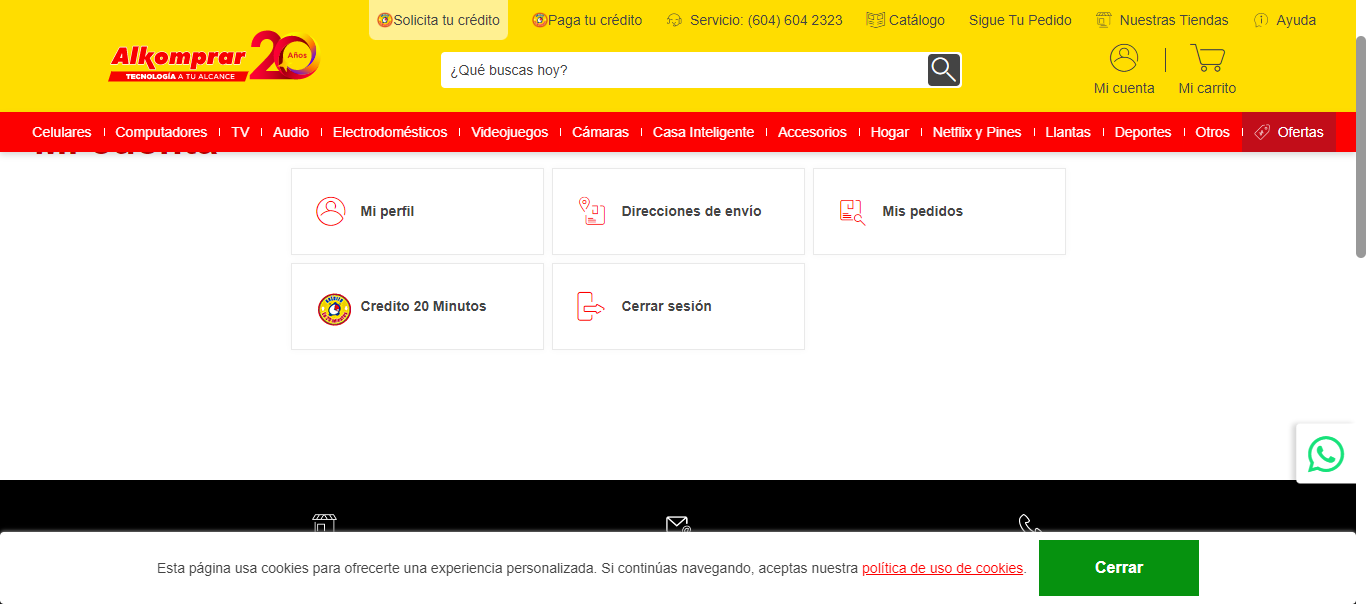 Solicita tu crédito
Paga tu crédito
Servicio: (604) 604 2323
Catálogo
Sigue Tu Pedido
Nuestras Tiendas
Ayuda
Alkomprar 20 Años
TECNOLOGÍA A TU ALCANCE
¿Qué buscas hoy?
Mi cuenta
Mi carrito
Celulares
Computadores
TV
Audio
Electrodomésticos
Videojuegos
Cámaras
Casa Inteligente
Accesorios
Hogar
Netflix y Pines
Llantas
Deportes
Otros
Ofertas
Mi cuenta
Mi perfil
Direcciones de envío
Mis pedidos
Credito 20 Minutos
Cerrar sesión
Esta página usa cookies para ofrecerte una experiencia personalizada. Si continúas navegando, aceptas nuestra política de uso de cookies.
Cerrar